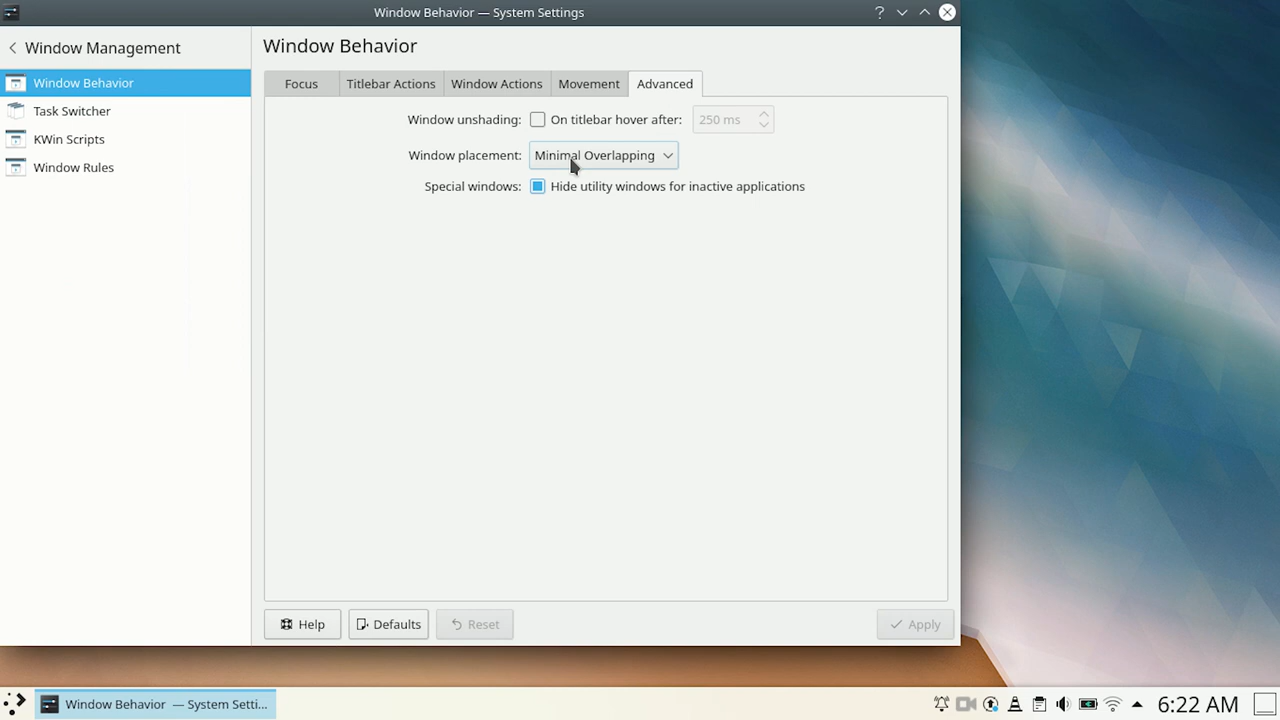 Window Behavior — System Settings
?
Window Management
Window Behavior
Task Switcher
KWin Scripts
Window Rules
Window Behavior
Focus
Titlebar Actions
Window Actions
Movement
Advanced
Window unshading: On titlebar hover after: 250 ms
Window placement: Minimal Overlapping
Special windows: Hide utility windows for inactive applications
Help
Defaults
Reset
Apply
Window Behavior — System Setti...
6:22 AM